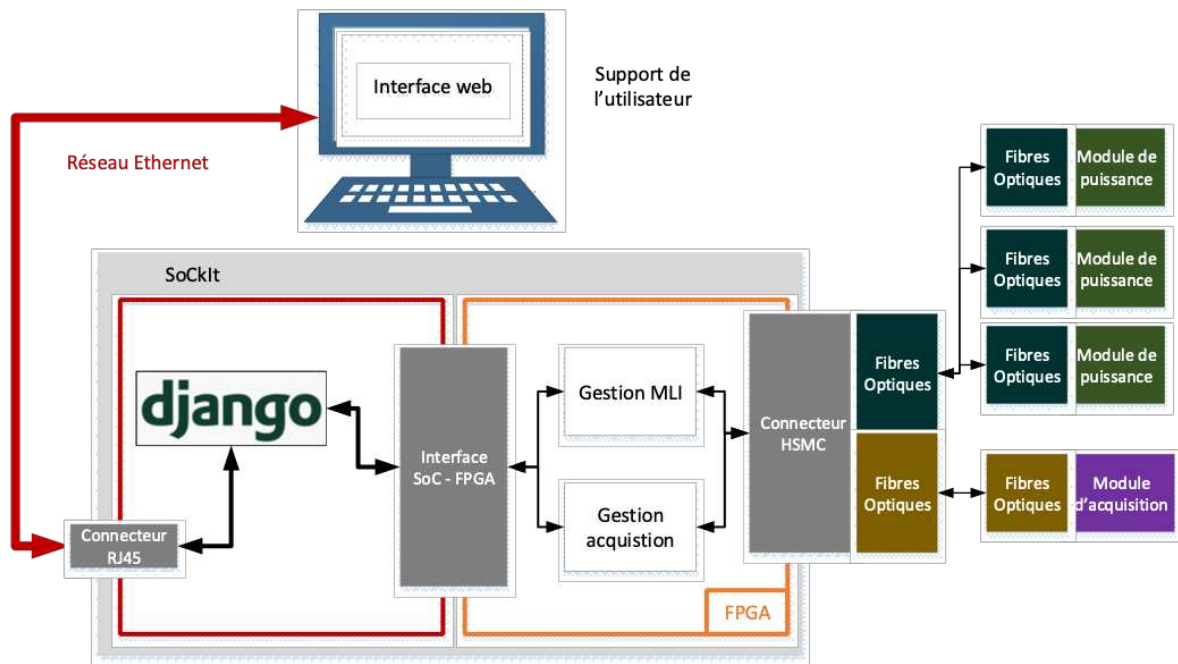 Interface web
Support de
l'utilisateur
Réseau Ethernet
Fibres
Optiques
Module de
puissance
Fibres
Optiques
Module de
puissance
Fibres
Optiques
Module de
puissance
SoCkIt
django
Interface
SoC - FPGA
Gestion MLI
Gestion
acquistion
Connecteur
HSMC
Fibres
Optiques
Fibres
Optiques
Fibres
Optiques
Module
d'acquisition
Connecteur
RJ45
FPGA